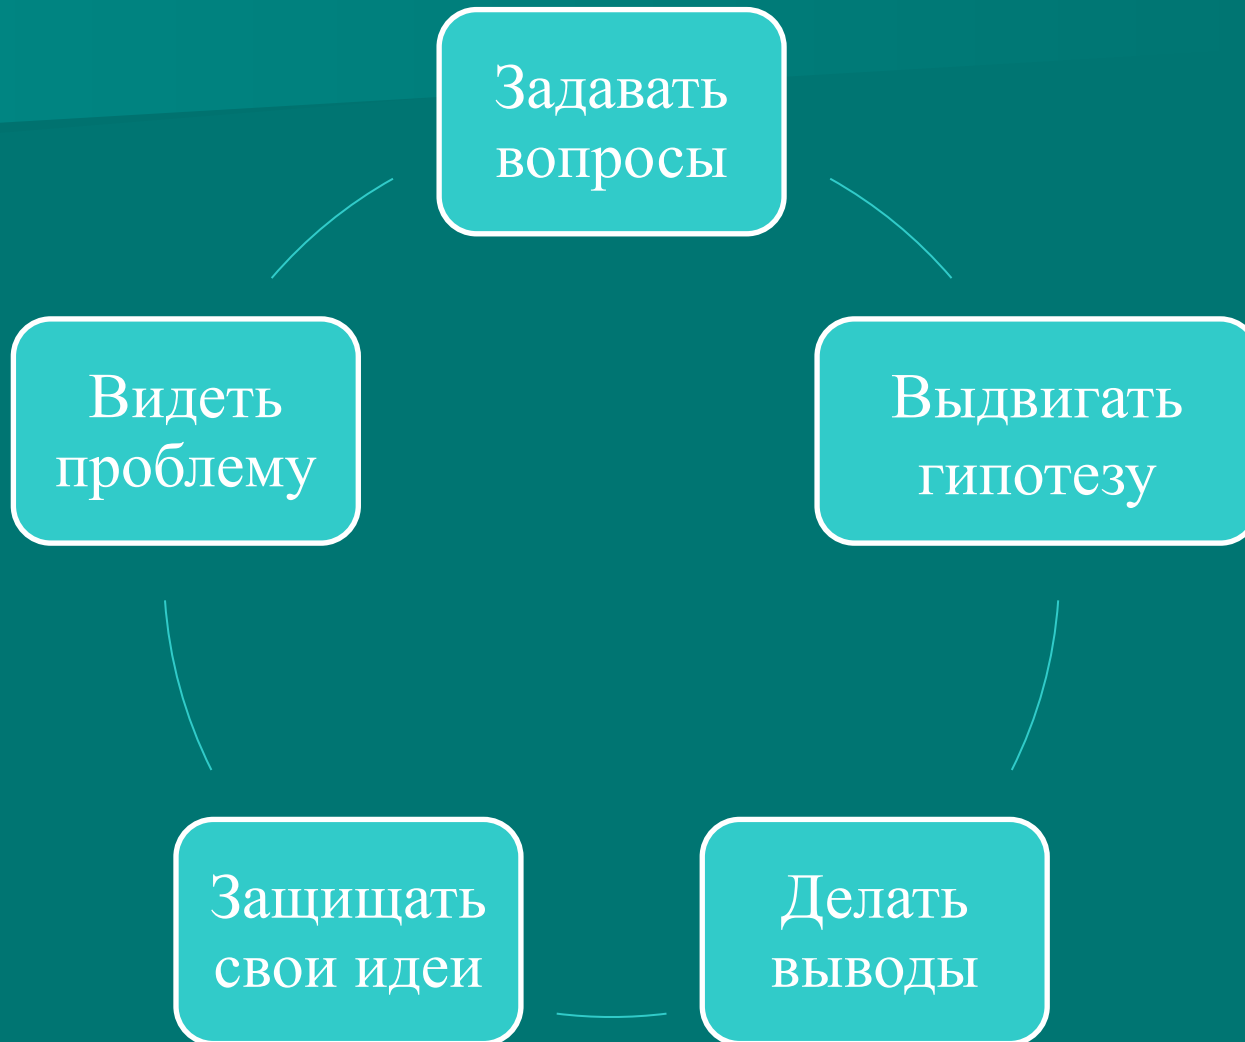 Задавать
вопросы
Видеть
проблему
Выдвигать
гипотезу
Защищать
свои идеи
Делать
выводы